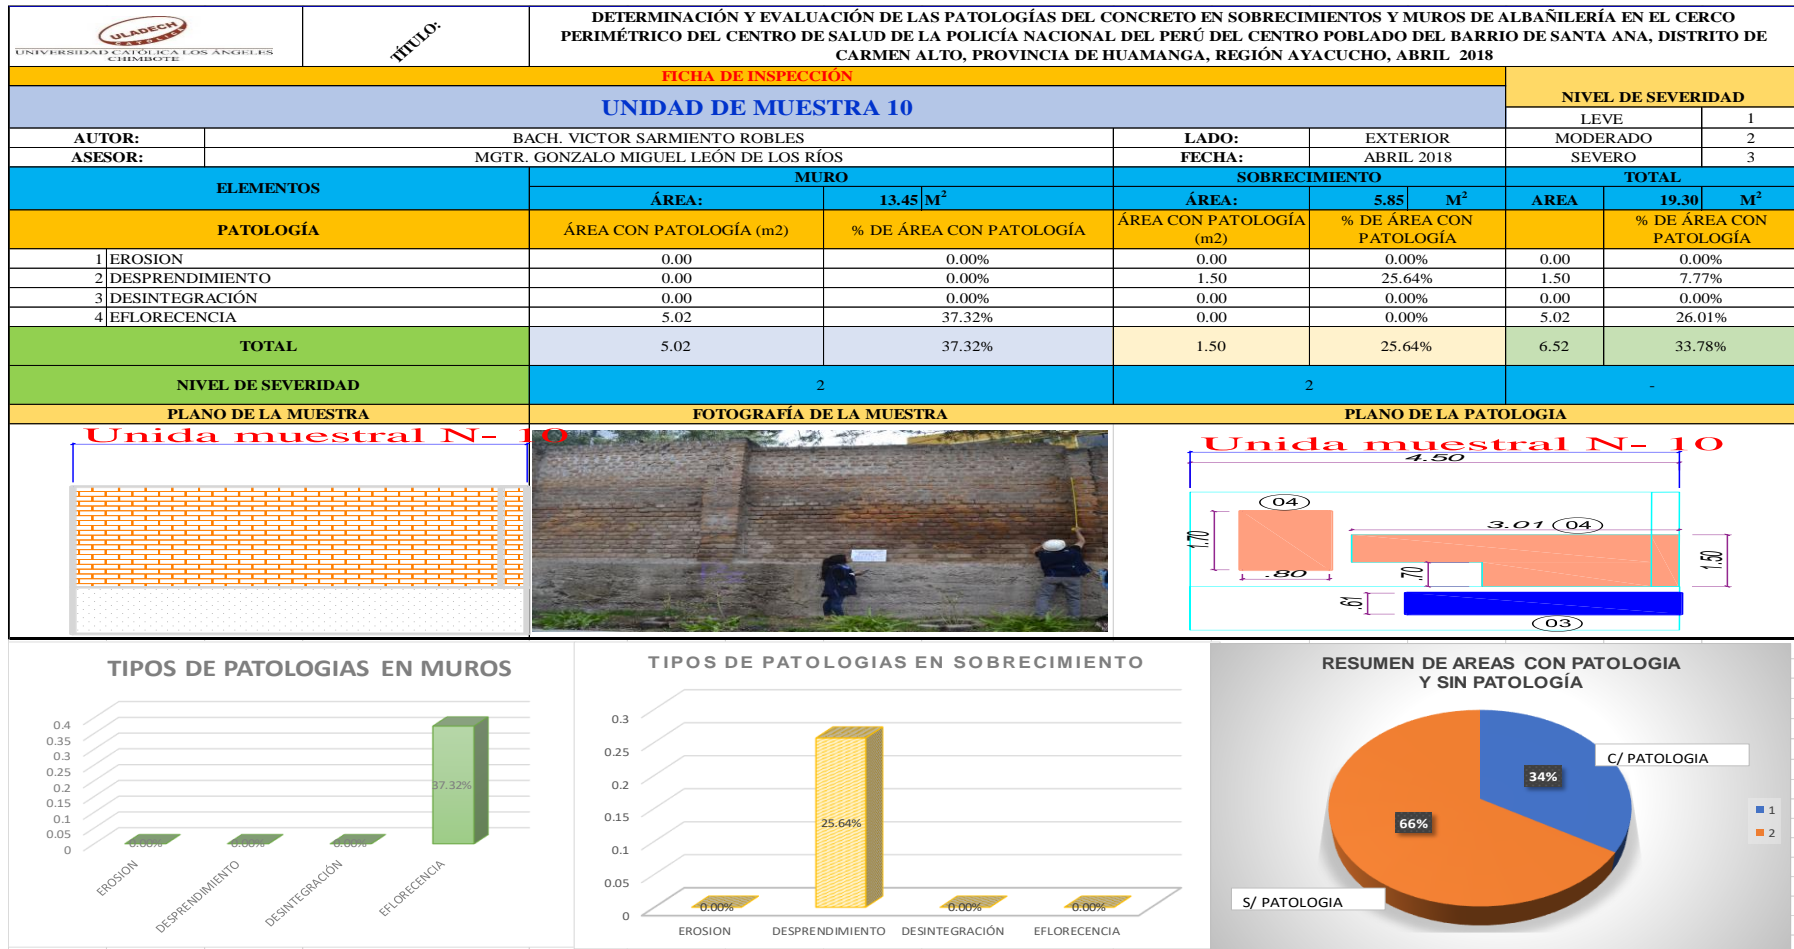 ULADECH
CATOLICA
UNIVERSIDAD CATÓLICA LOS ÁNGELES
CHIMBOTE
TÍTULO:
DETERMINACIÓN Y EVALUACIÓN DE LAS PATOLOGÍAS DEL CONCRETO EN SOBRECIMIENTOS Y MUROS DE ALBAÑILERÍA EN EL CERCO
PERIMÉTRICO DEL CENTRO DE SALUD DE LA POLICÍA NACIONAL DEL PERÚ DEL CENTRO POBLADO DEL BARRIO DE SANTA ANA, DISTRITO DE
CARMEN ALTO, PROVINCIA DE HUAMANGA, REGIÓN AYACUCHO, ABRIL 2018
FICHA DE INSPECCIÓN
UNIDAD DE MUESTRA 10
NIVEL DE SEVERIDAD
LEVE 1
AUTOR: BACH. VICTOR SARMIENTO ROBLES LADO: EXTERIOR MODERADO 2
ASESOR: MGTR. GONZALO MIGUEL LEÓN DE LOS RÍOS FECHA: ABRIL 2018 SEVERO 3
ELEMENTOS
MURO SOBRECIMIENTO TOTAL
ÁREA: 13.45 M² ÁREA: 5.85 M² AREA 19.30 M²
PATOLOGÍA
ÁREA CON PATOLOGÍA (m2) % DE ÁREA CON PATOLOGÍA
ÁREA CON PATOLOGÍA
(m2)
% DE ÁREA CON
PATOLOGÍA
% DE ÁREA CON
PATOLOGÍA
1 EROSION 0.00 0.00% 0.00 0.00% 0.00 0.00%
2 DESPRENDIMIENTO 0.00 0.00% 1.50 25.64% 1.50 7.77%
3 DESINTEGRACIÓN 0.00 0.00% 0.00 0.00% 0.00 0.00%
4 EFLORECENCIA 5.02 37.32% 0.00 0.00% 5.02 26.01%
TOTAL 5.02 37.32% 1.50 25.64% 6.52 33.78%
NIVEL DE SEVERIDAD 2 2 -
PLANO DE LA MUESTRA FOTOGRAFÍA DE LA MUESTRA PLANO DE LA PATOLOGIA
Unida muestral N- 10
Unida muestral N- 10
4.50
04
3.01 04
1.70
.80
.70
1.50
.61
03
TIPOS DE PATOLOGIAS EN MUROS
0.4
0.35
0.3
0.25
0.2
0.15
0.1
0.05
0
0.00% 0.00% 0.00% 37.32%
EROSION
DESPRENDIMIENTO
DESINTEGRACIÓN
EFLORECENCIA
TIPOS DE PATOLOGIAS EN SOBRECIMIENTO
0.3
0.25
0.2
0.15
0.1
0.05
0
0.00% 25.64% 0.00% 0.00%
EROSION DESPRENDIMIENTO DESINTEGRACIÓN EFLORECENCIA
RESUMEN DE AREAS CON PATOLOGIA
Y SIN PATOLOGÍA
C/ PATOLOGIA
34%
66%
S/ PATOLOGIA
1
2